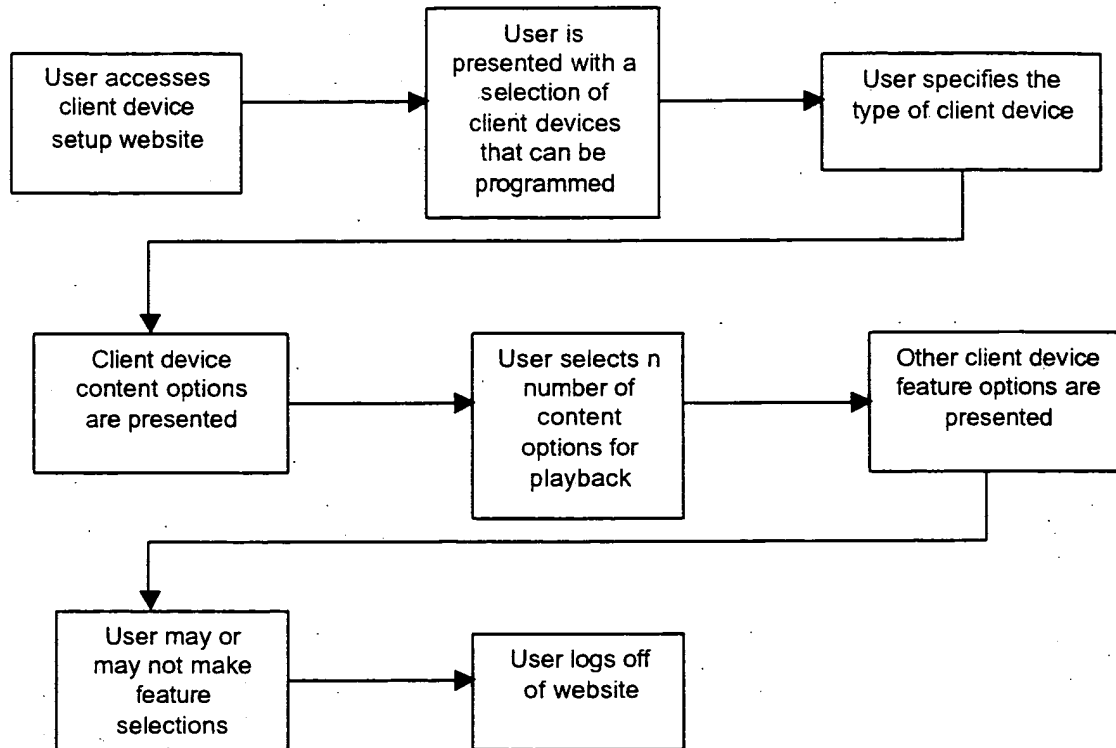 User accesses
client device
setup website
User is
presented with a
selection of
client devices
that can be
programmed
User specifies the
type of client device
Client device
content options
are presented
User selects n
number of
content
options for
playback
Other client device
feature options are
presented
User may or
may not make
feature
selections
User logs off
of website